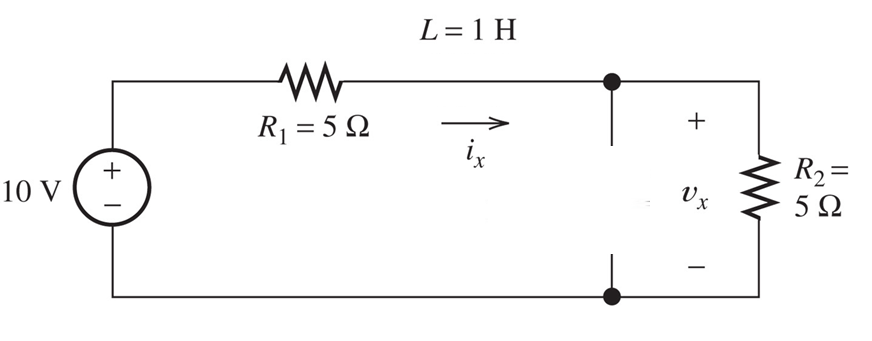 L = 1 H
R₁ = 5 Ω
iₓ
10 V
+
−
+
vₓ
−
R₂ =
5 Ω